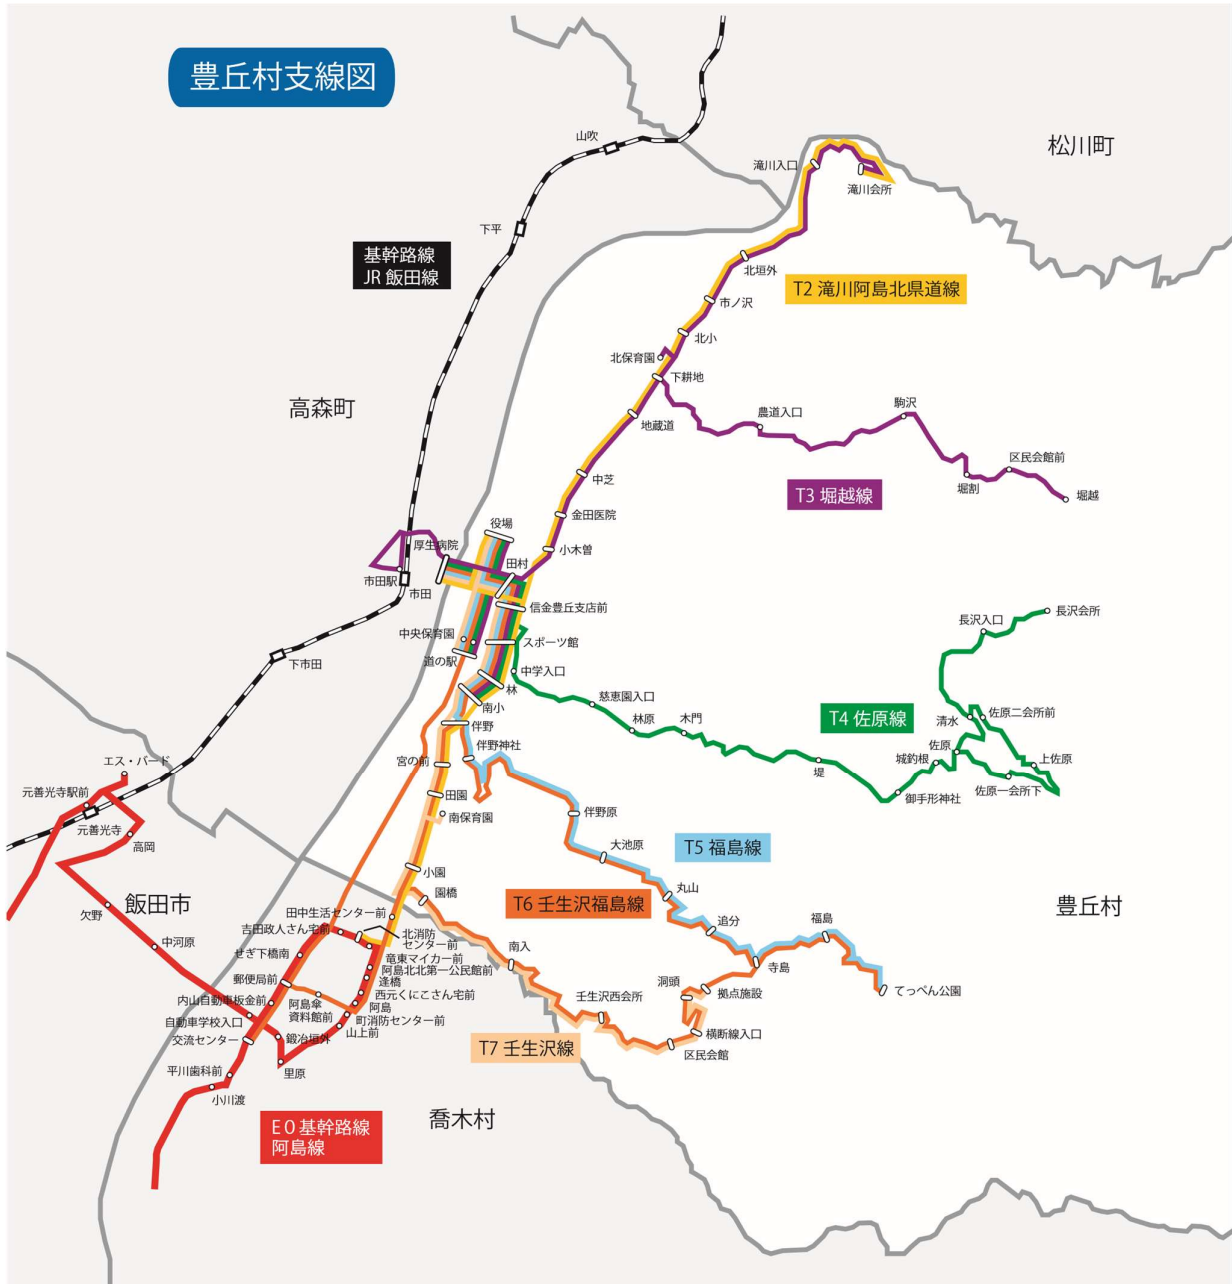 豊丘村支線図
山吹
松川町
滝川入口
滝川会所
下平
基幹路線
JR 飯田線
北垣外
T2 滝川阿島北県道線
市ノ沢
北小
北保育園
下耕地
高森町
地蔵道
農道入口
駒沢
区民会館前
中芝
T3 堀越線
堀割
堀越
金田医院
役場
厚生病院
小木曽
田村
市田駅
市田
信金豊丘支店前
長沢会所
長沢入口
中央保育園
スポーツ館
下市田
道の駅
中学入口
林
慈恵園入口
南小
林原
木門
T4 佐原線
清水
佐原二会所前
伴野
佐原
伴野神社
城釣根
上佐原
エス・バード
宮の前
堤
元善光寺駅前
田園
佐原一会所下
御手形神社
南保育園
伴野原
元善光寺
高岡
大池原
T5 福島線
小園
丸山
園橋
T6 壬生沢福島線
飯田市
欠野
田中生活センター前
豊丘村
吉田政人さん宅前
北消防
センター前
追分
福島
中河原
せぎ下橋南
竜東マイカー前
南入
阿島北北第一公民館前
寺島
郵便局前
逢橋
洞頭
拠点施設
てっぺん公園
西元くにこさん宅前
内山自動車板金前
阿島傘
資料館前
阿島
壬生沢西会所
自動車学校入口
町消防センター前
山上前
横断線入口
交流センター
鍛冶垣外
T7 壬生沢線
区民会館
平川歯科前
里原
小川渡
E0 基幹路線
阿島線
喬木村